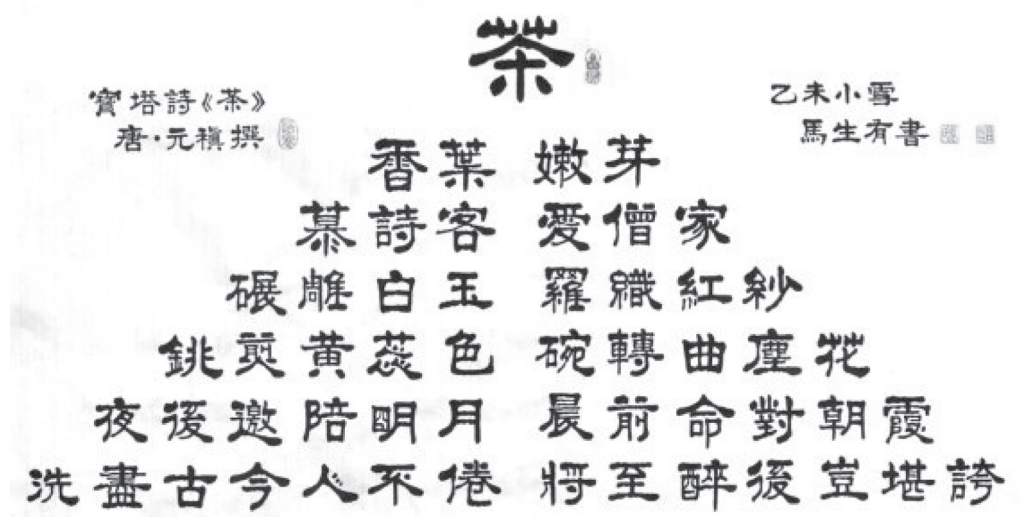 茶
寶塔詩《茶》
唐·元稹撰
乙未小雪
馬生有書
香葉 嫩芽
慕詩客 愛僧家
碾雕白玉 羅織紅紗
銚煎黄蕊色 碗轉曲塵花
夜後邀陪明月 晨前命對朝霞
洗盡古今人不倦 將至醉後豈堪誇